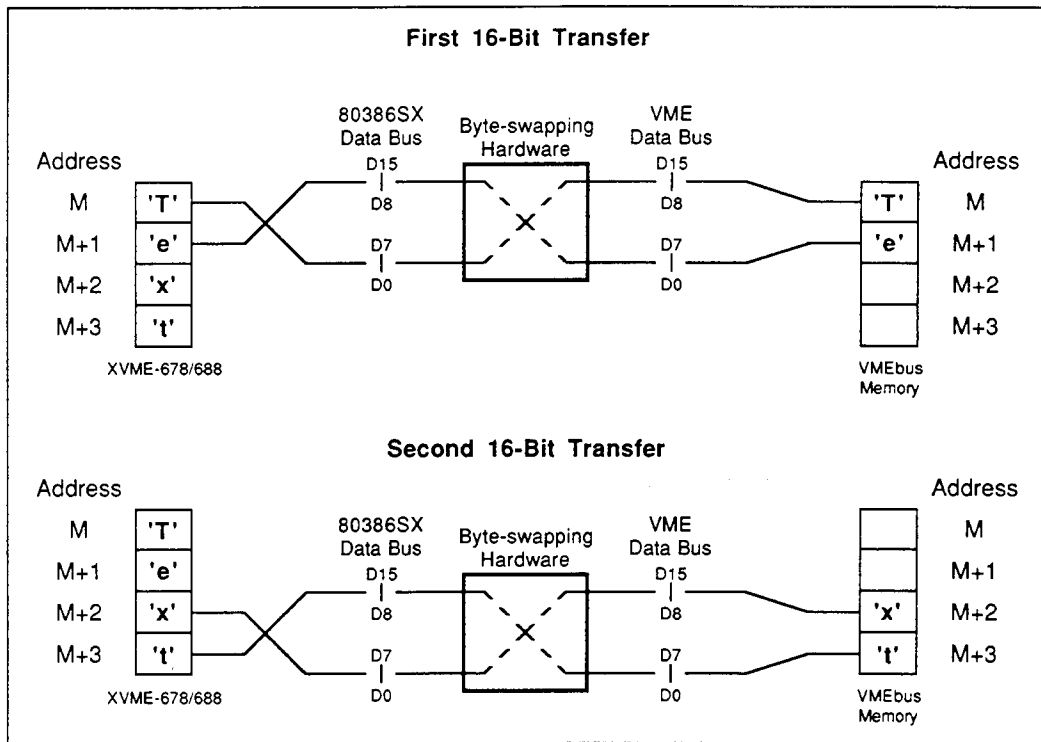 First 16-Bit Transfer
80386SX
Data Bus
Byte-swapping
Hardware
VME
Data Bus
Address
Address
D15
D8
D15
D8
M
'T'
'T'
M
M+1
'e'
D7
D0
D7
D0
'e'
M+1
M+2
'x'
M+2
M+3
't'
M+3
XVME-678/688
VMEbus
Memory
Second 16-Bit Transfer
Address
Address
M
'T'
80386SX
Data Bus
Byte-swapping
Hardware
VME
Data Bus
M
M+1
'e'
D15
D8
D15
D8
M+1
M+2
'x'
'x'
M+2
M+3
't'
D7
D0
D7
D0
't'
M+3
XVME-678/688
VMEbus
Memory